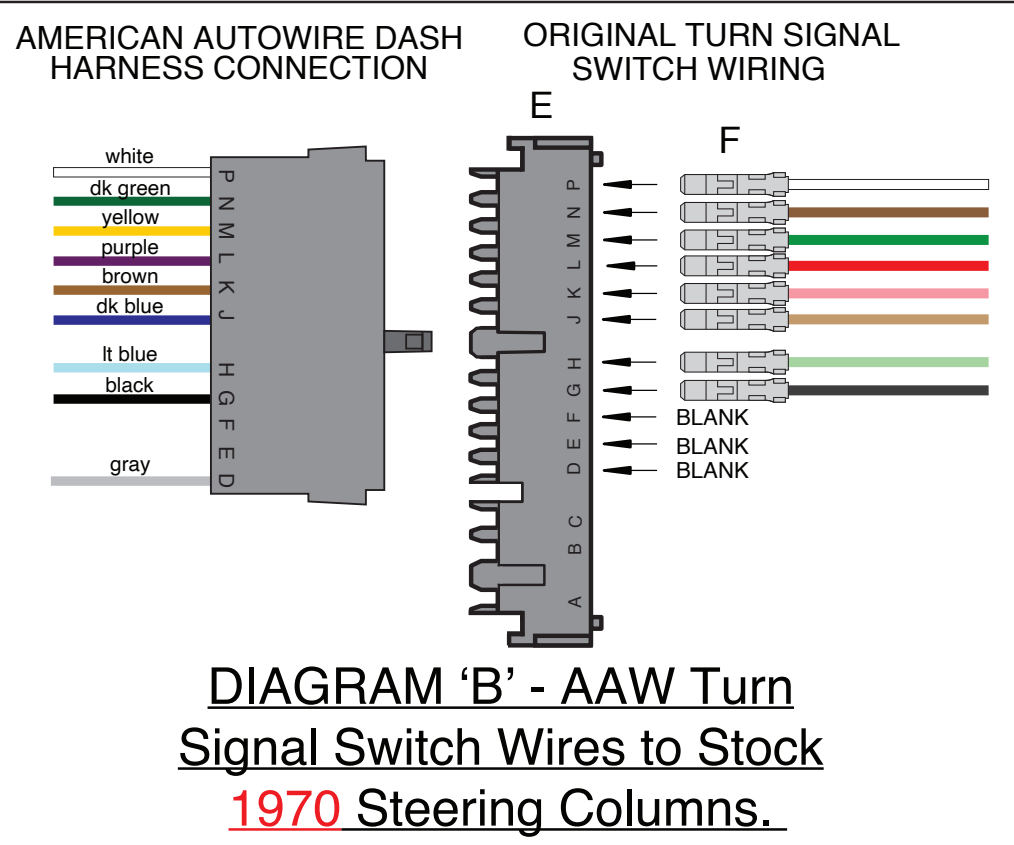 AMERICAN AUTOWIRE DASH
HARNESS CONNECTION
ORIGINAL TURN SIGNAL
SWITCH WIRING
E
F
white
dk green
yellow
purple
brown
dk blue
lt blue
black
gray
P
N
M
L
K
J
H
G
F
E
D
P
N
M
L
K
J
H
G
F
E
D
C
B
A
BLANK
BLANK
BLANK
DIAGRAM ‘B’ - AAW Turn
Signal Switch Wires to Stock
1970 Steering Columns.